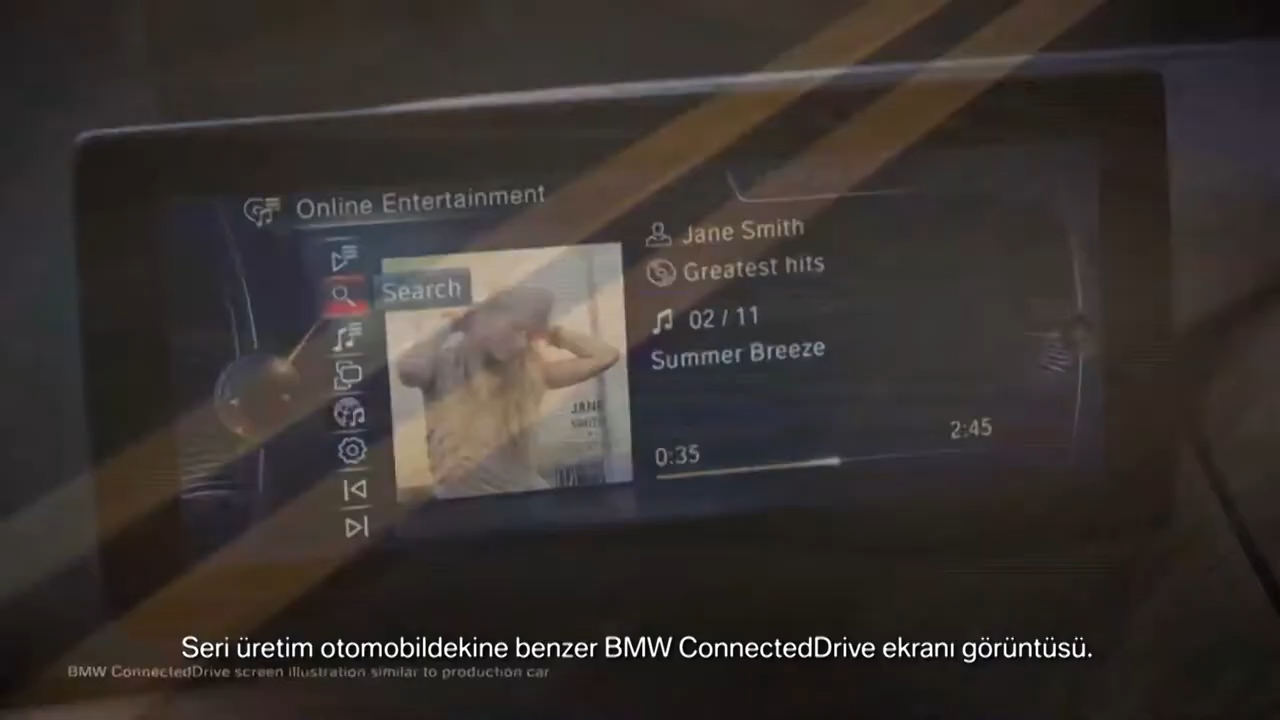 Online Entertainment
Search
Jane Smith
Greatest hits
02 / 11
Summer Breeze
JANE
SMITH
0:35
2:45
Seri üretim otomobildekine benzer BMW ConnectedDrive ekranı görüntüsü.
BMW ConnectedDrive screen illustration similar to production car